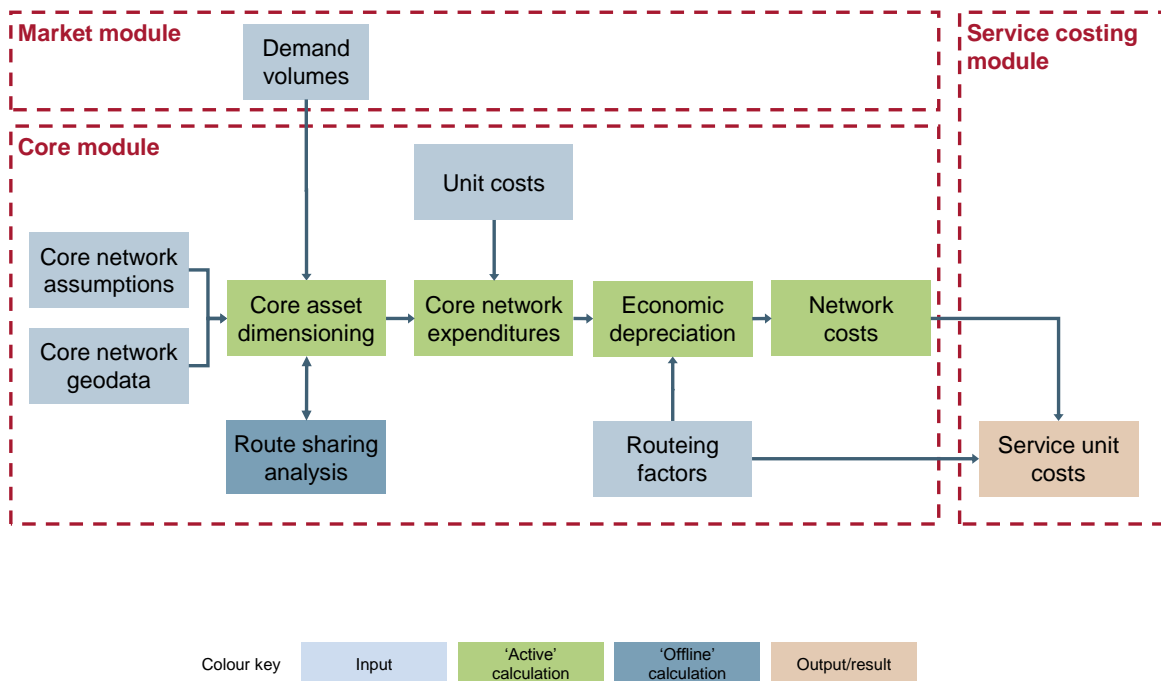 Market module
Demand
volumes
Service costing
module
Core module
Unit costs
Core network
assumptions
Core network
geodata
Core asset
dimensioning
Core network
expenditures
Economic
depreciation
Network
costs
Route sharing
analysis
Routeing
factors
Service unit
costs
Colour key
Input
‘Active’
calculation
‘Offline’
calculation
Output/result